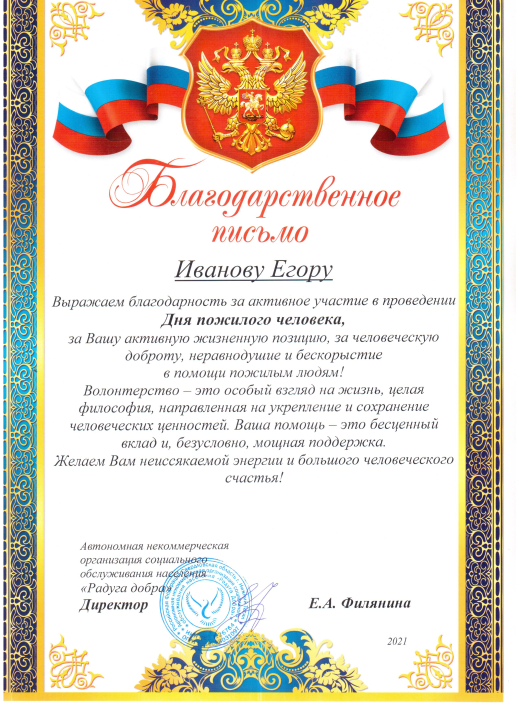 Благодарственное
письмо
Иванову Егору
Выражаем благодарность за активное участие в проведении
Дня пожилого человека,
за Вашу активную жизненную позицию, за человеческую
доброту, неравнодушие и бескорыстие
в помощи пожилым людям!
Волонтерство – это особый взгляд на жизнь, целая
философия, направленная на укрепление и сохранение
человеческих ценностей. Ваша помощь – это бесценный
вклад и, безусловно, мощная поддержка.
Желаем Вам неиссякаемой энергии и большого человеческого
счастья!
Автономная некоммерческая
организация социального
обслуживания населения
«Радуга добра»
Директор Е.А. Филянина
2021